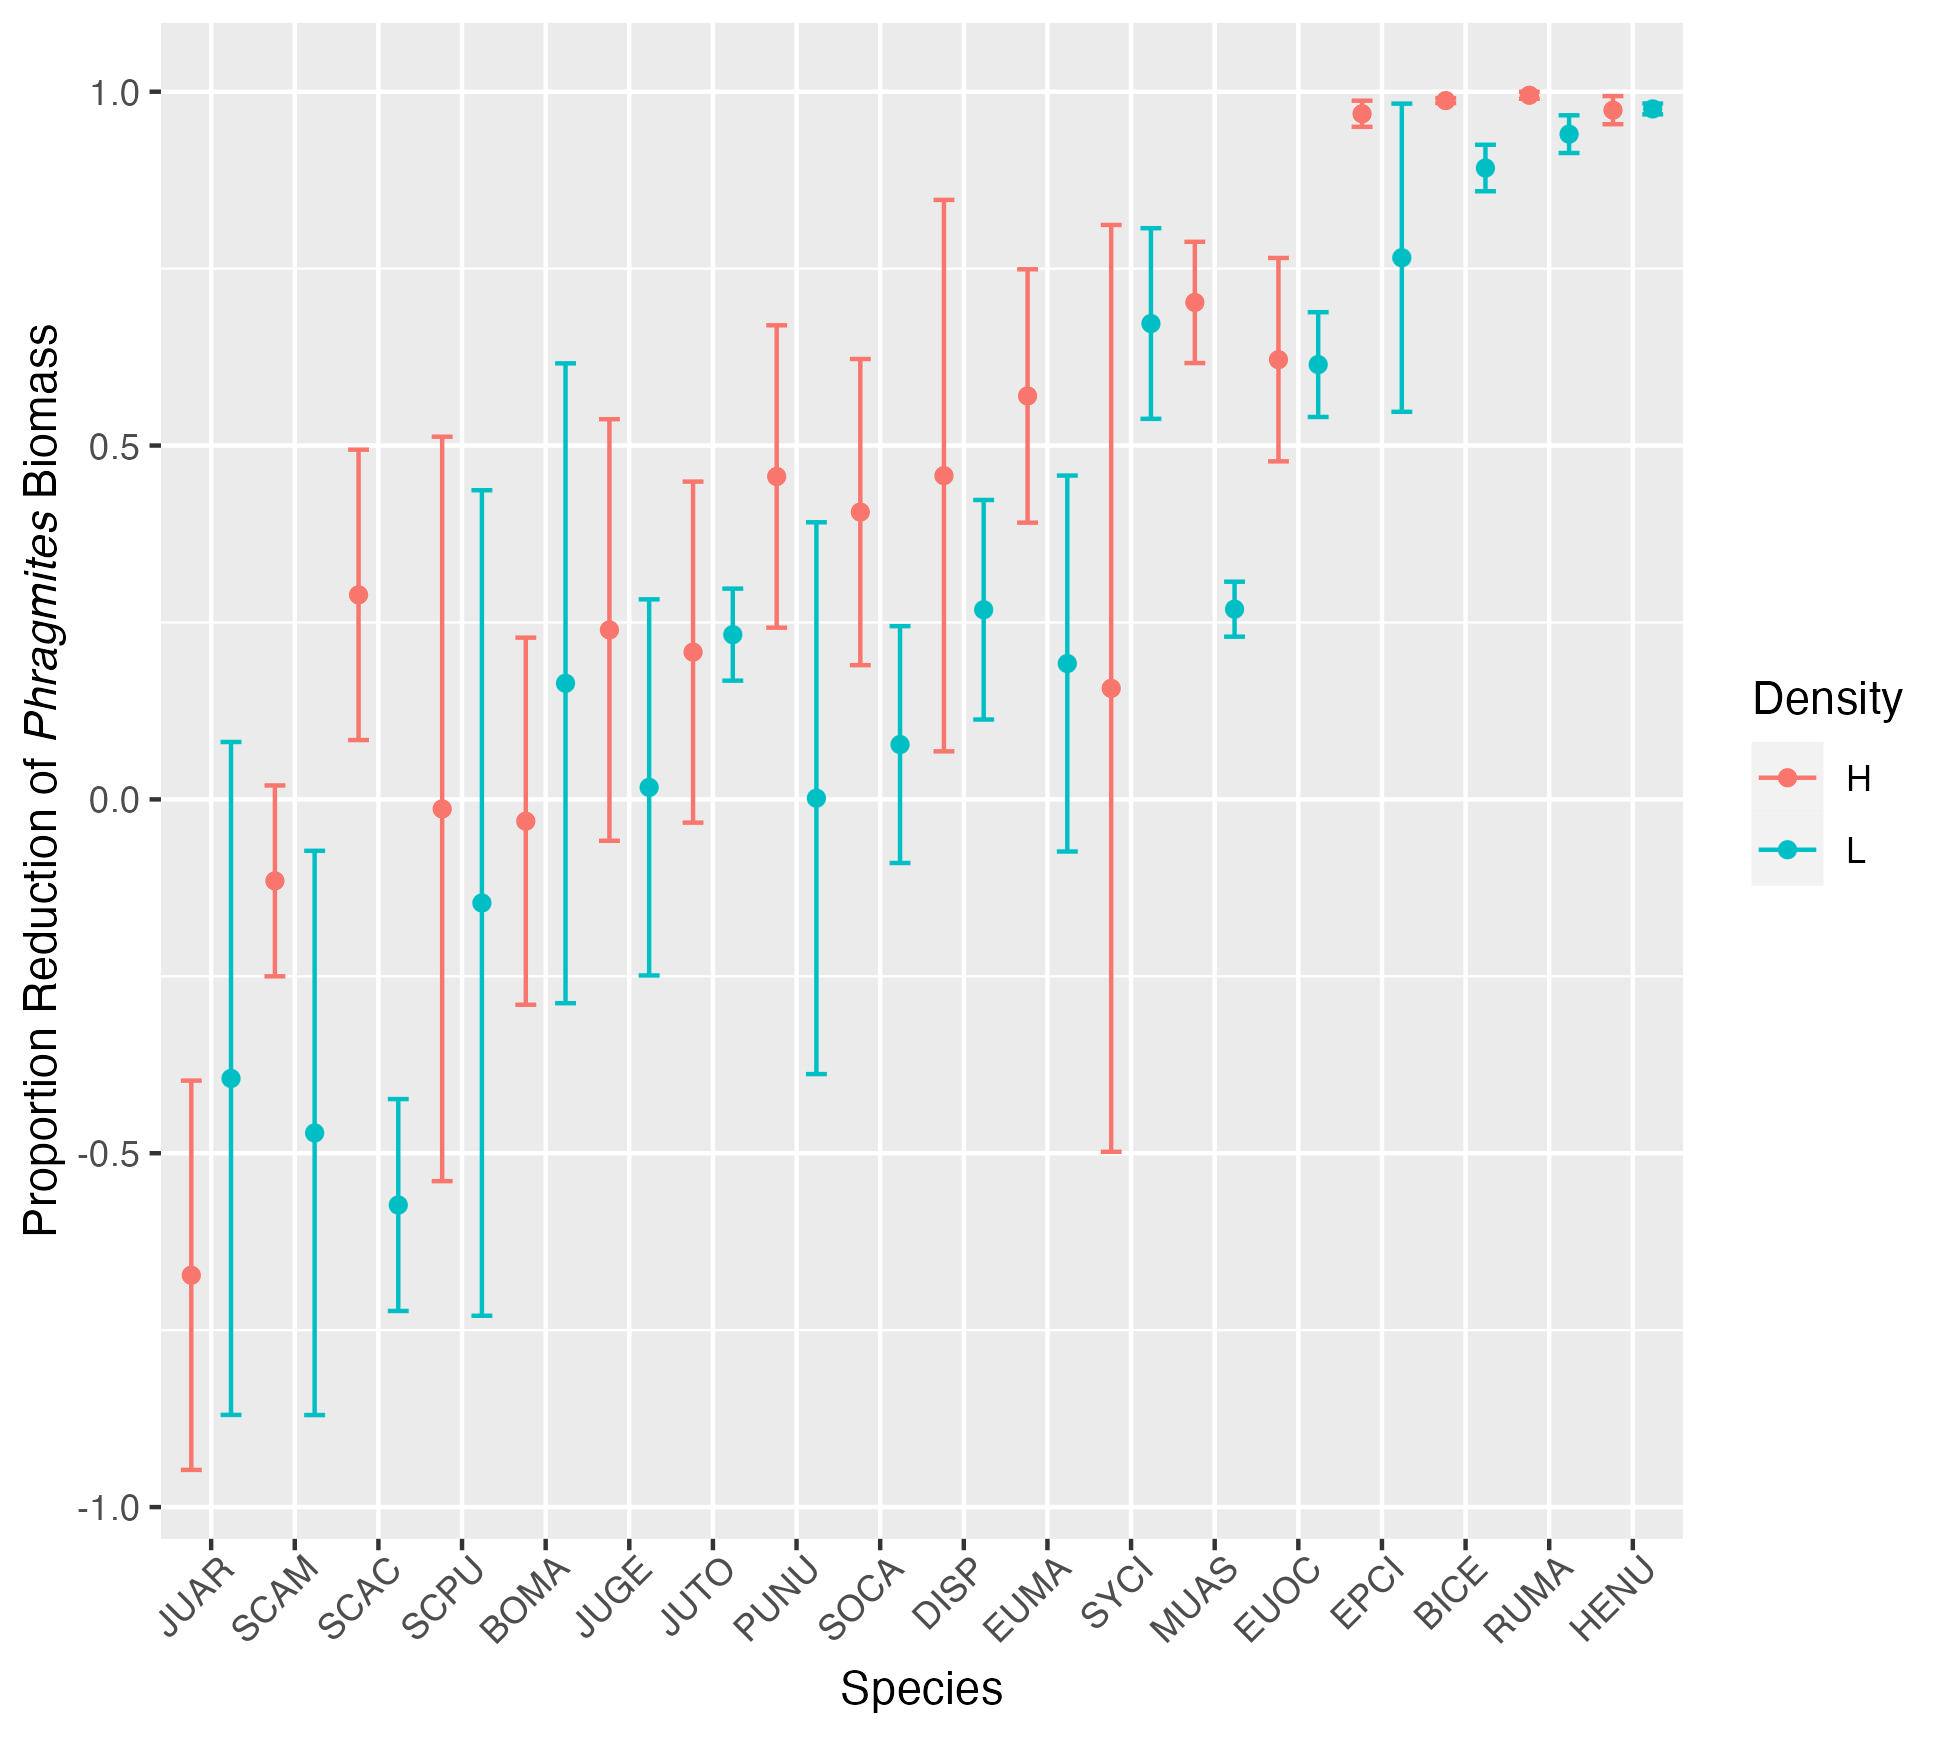 Proportion Reduction of Phragmites Biomass
1.0
0.5
0.0
-0.5
-1.0
JUAR
SCAM
SCAC
SCPU
BOMA
JUGE
JUTO
PUNU
SOCA
DISP
EUMA
SYCI
MUAS
EUOC
EPCI
BICE
RUMA
HENU
Species
Density
H
L